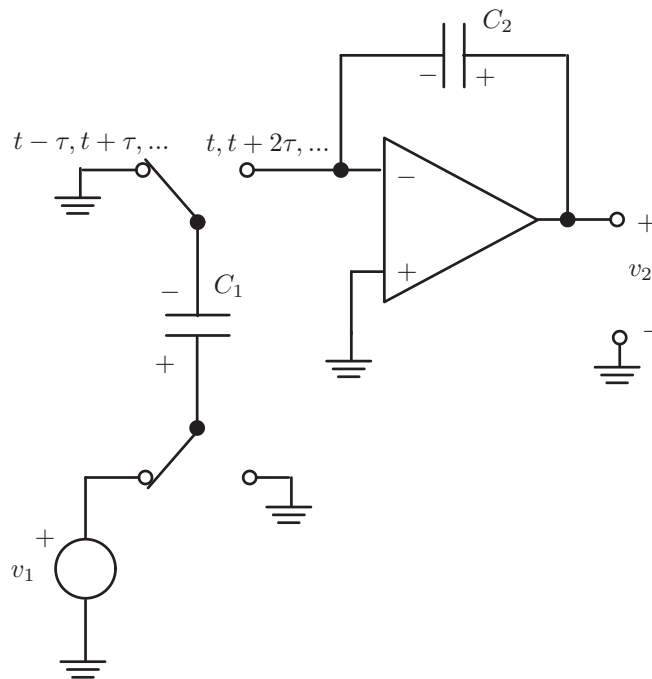 C₂
− +
t − τ, t + τ, ... t, t + 2τ, ...
−
+
− C₁
+
+
v₂
−
+
v₁